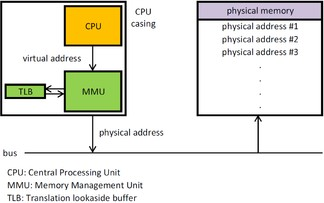 CPU
CPU
casing
virtual address
TLB
MMU
physical address
physical memory
physical address #1
physical address #2
physical address #3
.
.
.
.
bus
CPU: Central Processing Unit
MMU: Memory Management Unit
TLB: Translation lookaside buffer